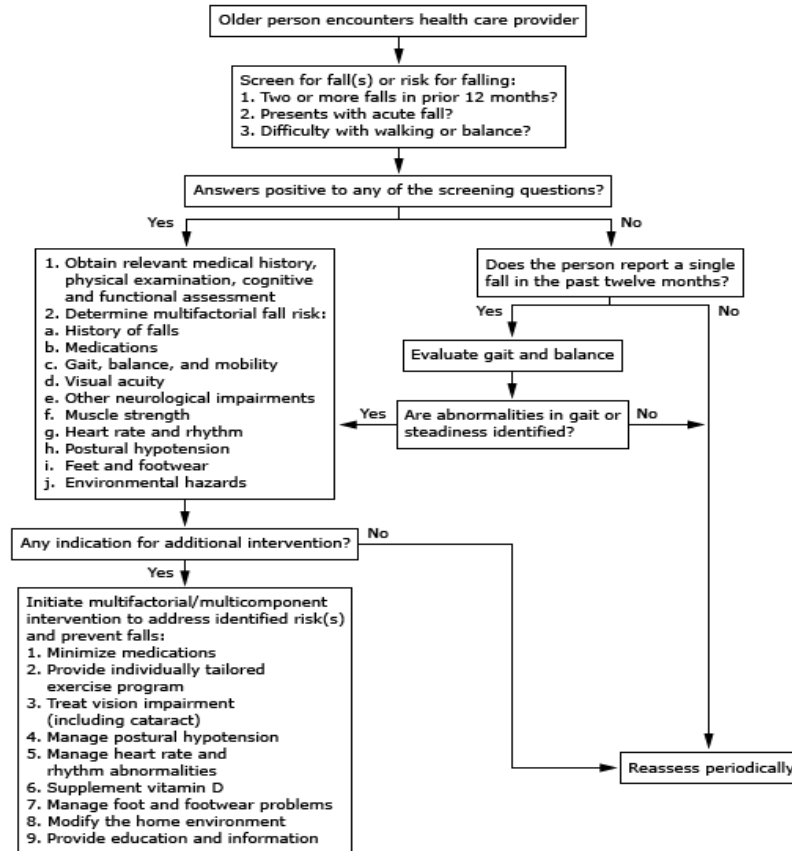 Older person encounters health care provider
Screen for fall(s) or risk for falling:
1. Two or more falls in prior 12 months?
2. Presents with acute fall?
3. Difficulty with walking or balance?
Answers positive to any of the screening questions?
Yes
No
1. Obtain relevant medical history,
physical examination, cognitive
and functional assessment
2. Determine multifactorial fall risk:
a. History of falls
b. Medications
c. Gait, balance, and mobility
d. Visual acuity
e. Other neurological impairments
f. Muscle strength
g. Heart rate and rhythm
h. Postural hypotension
i. Feet and footwear
j. Environmental hazards
Does the person report a single
fall in the past twelve months?
Yes
No
Evaluate gait and balance
Are abnormalities in gait or
steadiness identified?
Yes
No
Any indication for additional intervention?
No
Yes
Initiate multifactorial/multicomponent
intervention to address identified risk(s)
and prevent falls:
1. Minimize medications
2. Provide individually tailored
exercise program
3. Treat vision impairment
(including cataract)
4. Manage postural hypotension
5. Manage heart rate and
rhythm abnormalities
6. Supplement vitamin D
7. Manage foot and footwear problems
8. Modify the home environment
9. Provide education and information
Reassess periodically